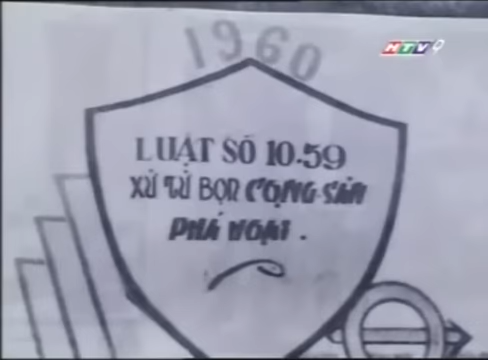 1960
HTV9
LUẬT SỐ 10-59
XỬ TỬ BỌN CỘNG SẢN
PHÁ HOẠI.